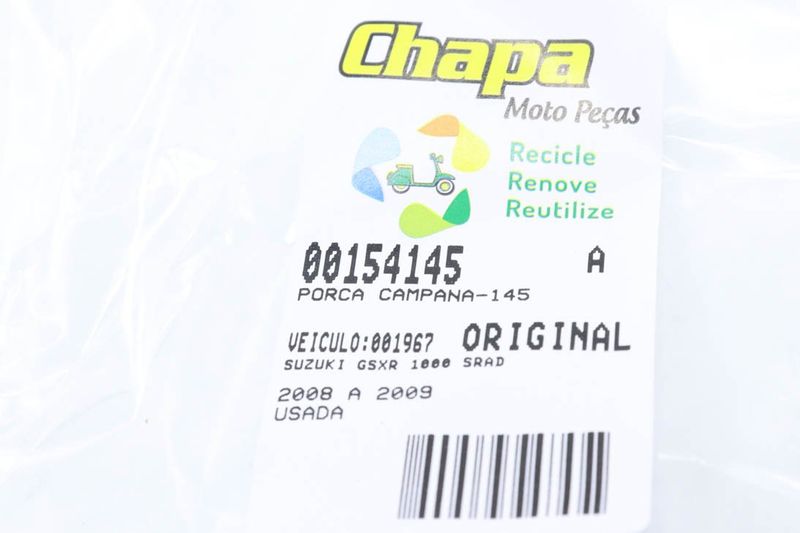 Chapa
Moto Peças
Recicle
Renove
Reutilize
00154145 A
PORCA CAMPANA-145
VEICULO:001967 ORIGINAL
SUZUKI GSXR 1000 SRAD
2008 A 2009
USADA